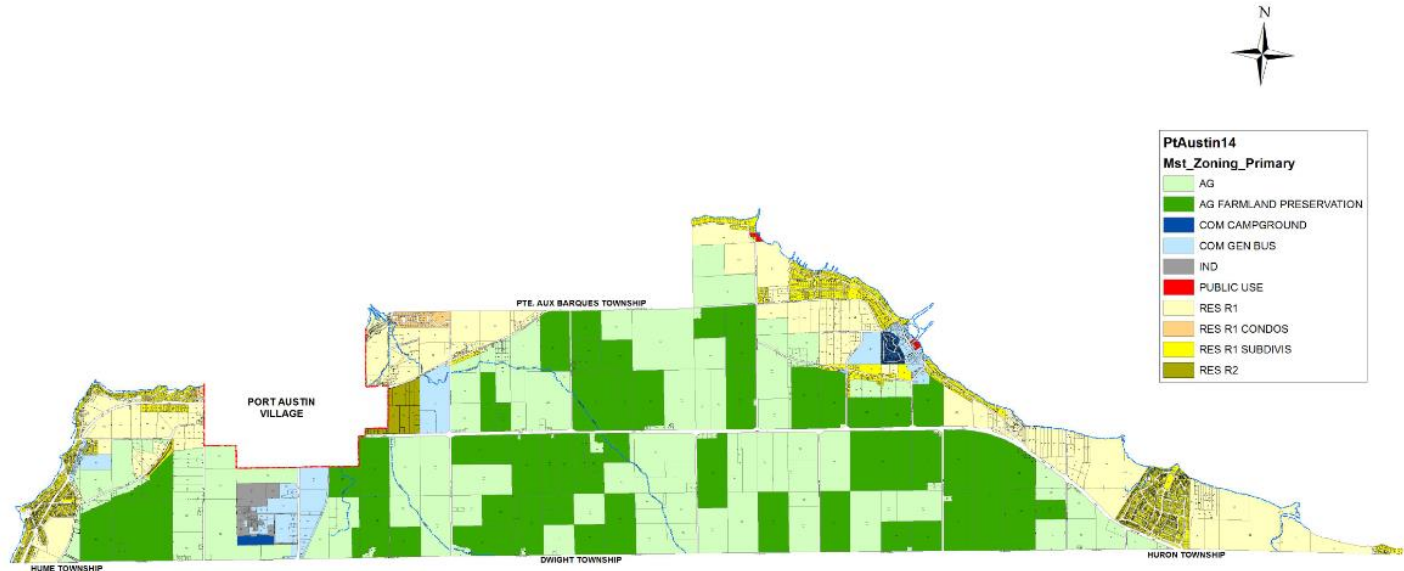 N
PtAustin14
Mst_Zoning_Primary
AG
AG FARMLAND PRESERVATION
COM CAMPGROUND
COM GEN BUS
IND
PUBLIC USE
RES R1
RES R1 CONDOS
RES R1 SUBDIVIS
RES R2
PTE. AUX BARQUES TOWNSHIP
PORT AUSTIN
VILLAGE
HUME TOWNSHIP
DWIGHT TOWNSHIP
HURON TOWNSHIP